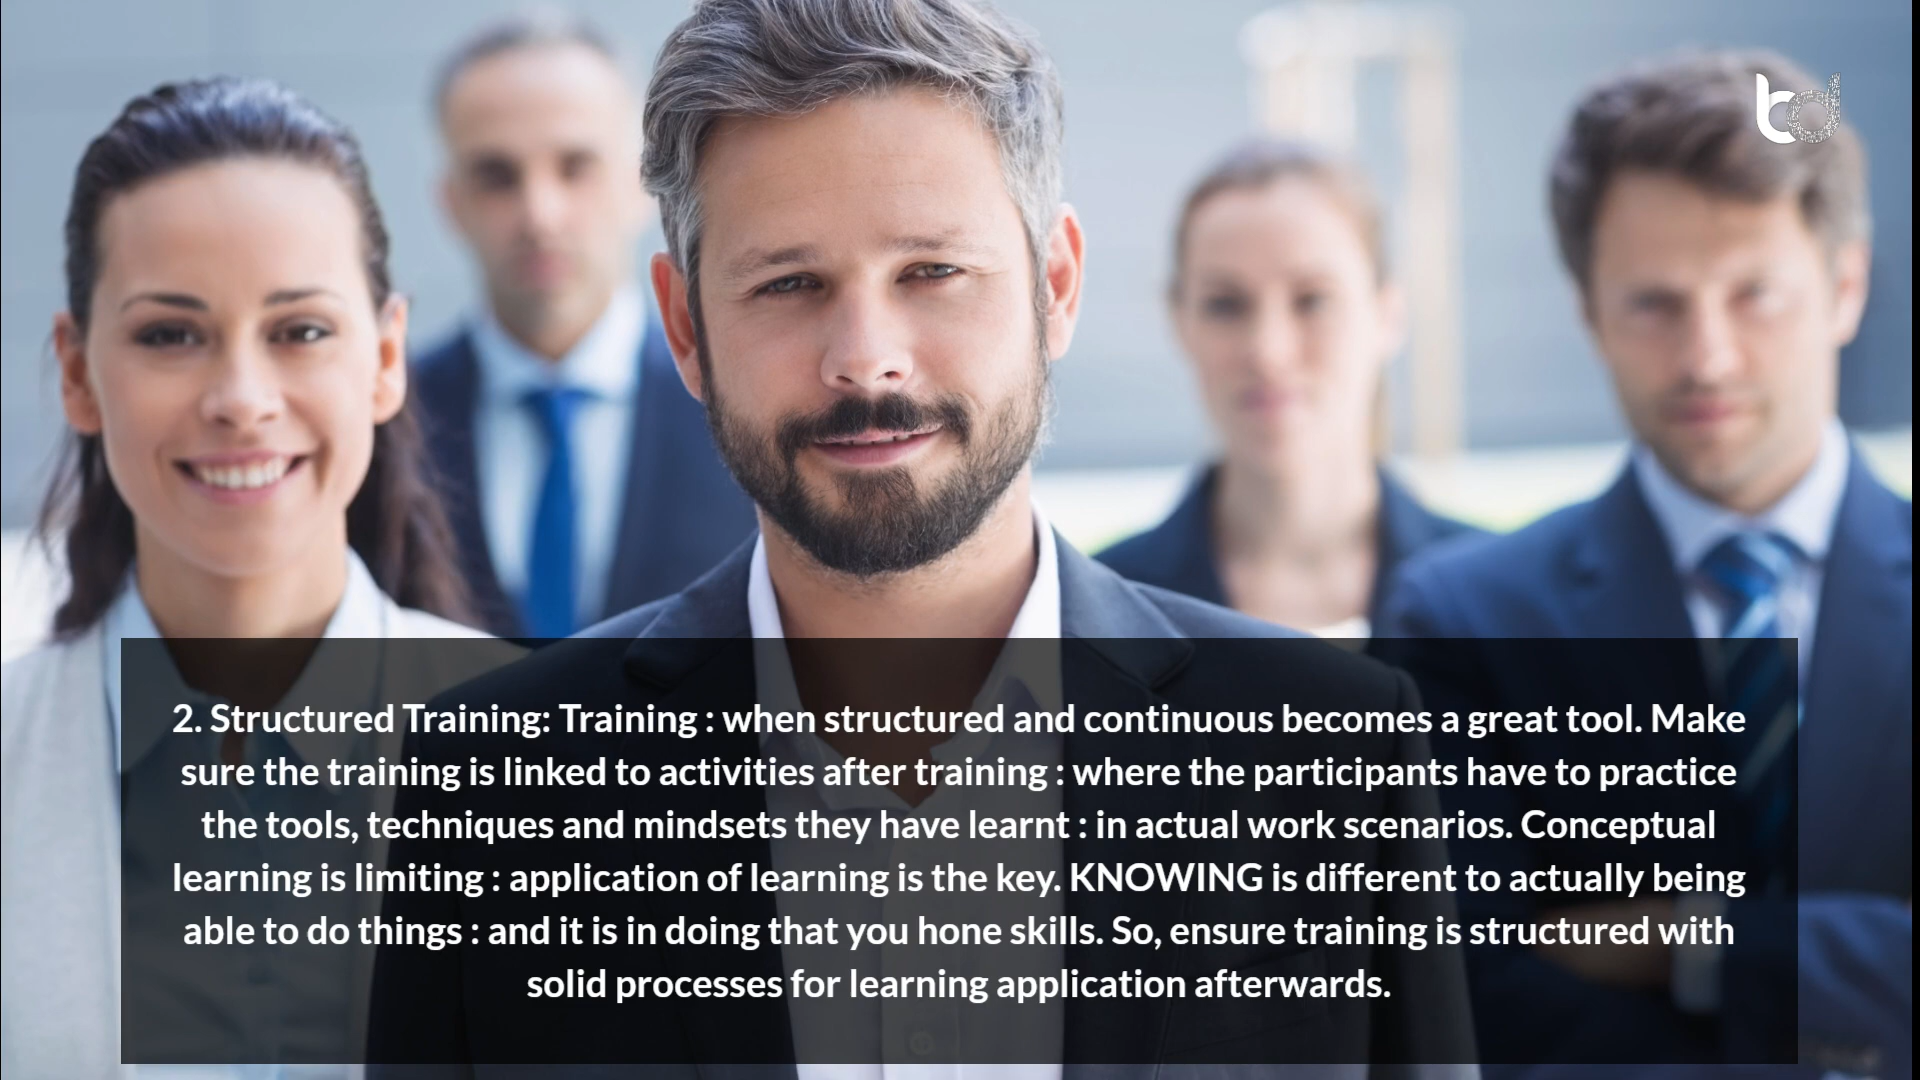 bd
2. Structured Training: Training : when structured and continuous becomes a great tool. Make
sure the training is linked to activities after training : where the participants have to practice
the tools, techniques and mindsets they have learnt : in actual work scenarios. Conceptual
learning is limiting : application of learning is the key. KNOWING is different to actually being
able to do things : and it is in doing that you hone skills. So, ensure training is structured with
solid processes for learning application afterwards.